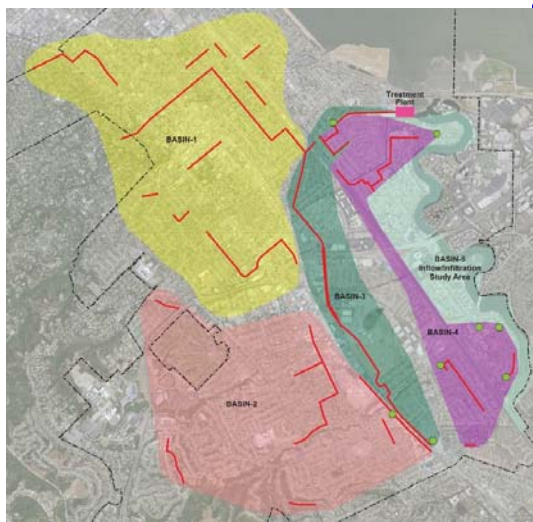 Treatment
Plant
BASIN-1
BASIN-5
Inflow/Infiltration
Study Area
BASIN-3
BASIN-4
BASIN-2